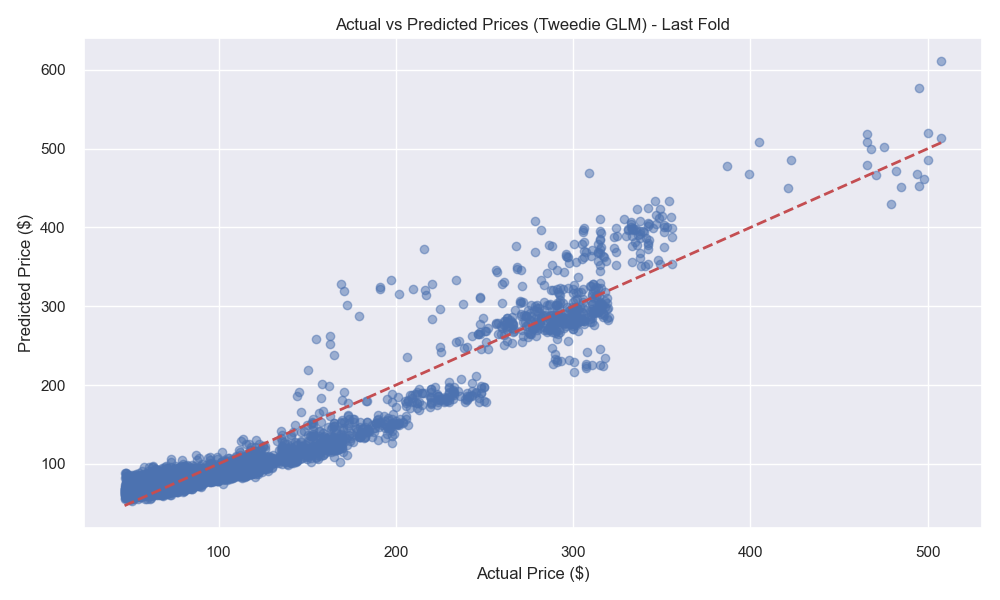 Actual vs Predicted Prices (Tweedie GLM) - Last Fold
Predicted Price ($)
600
500
400
300
200
100
100 200 300 400 500
Actual Price ($)